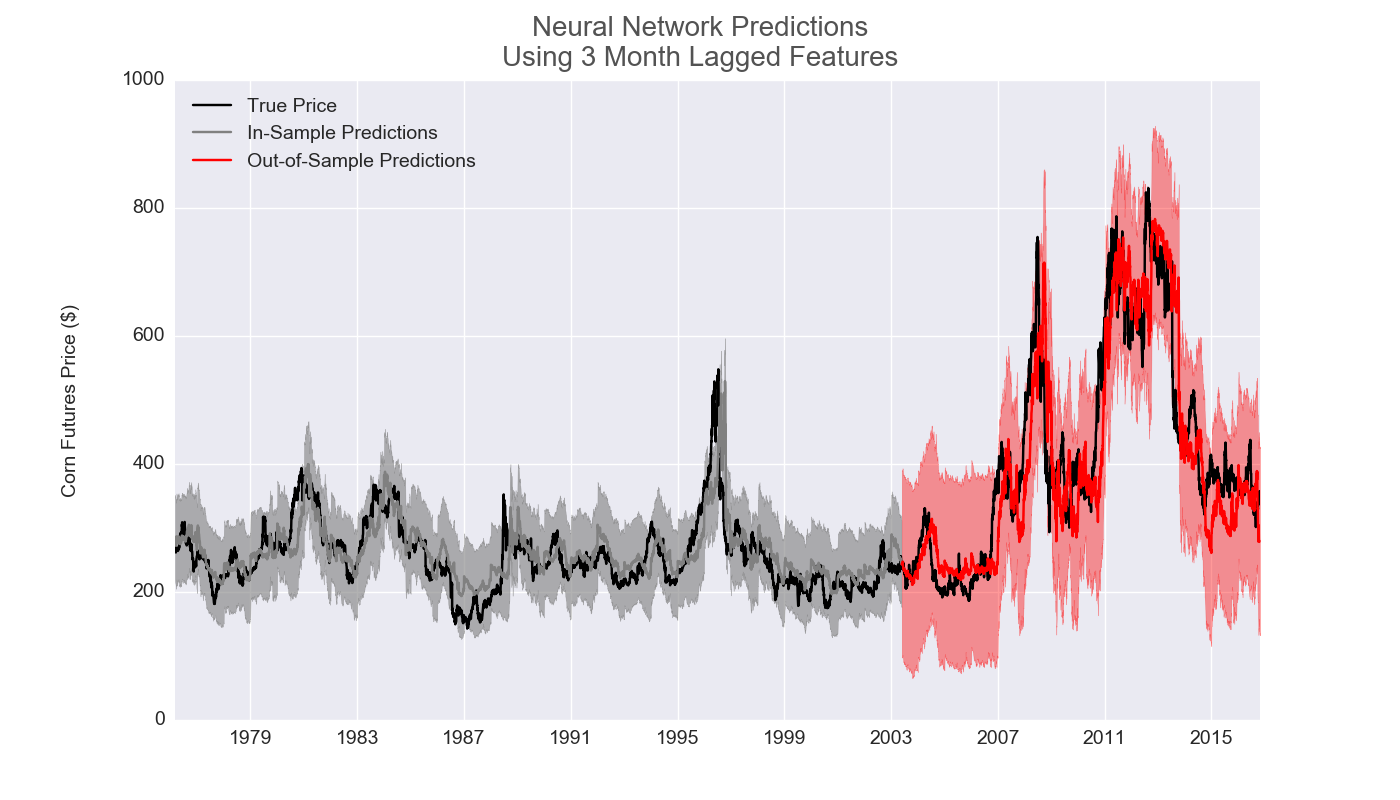 Neural Network Predictions
Using 3 Month Lagged Features
1000
800
600
400
200
0
Corn Futures Price ($)
True Price
In-Sample Predictions
Out-of-Sample Predictions
1979 1983 1987 1991 1995 1999 2003 2007 2011 2015